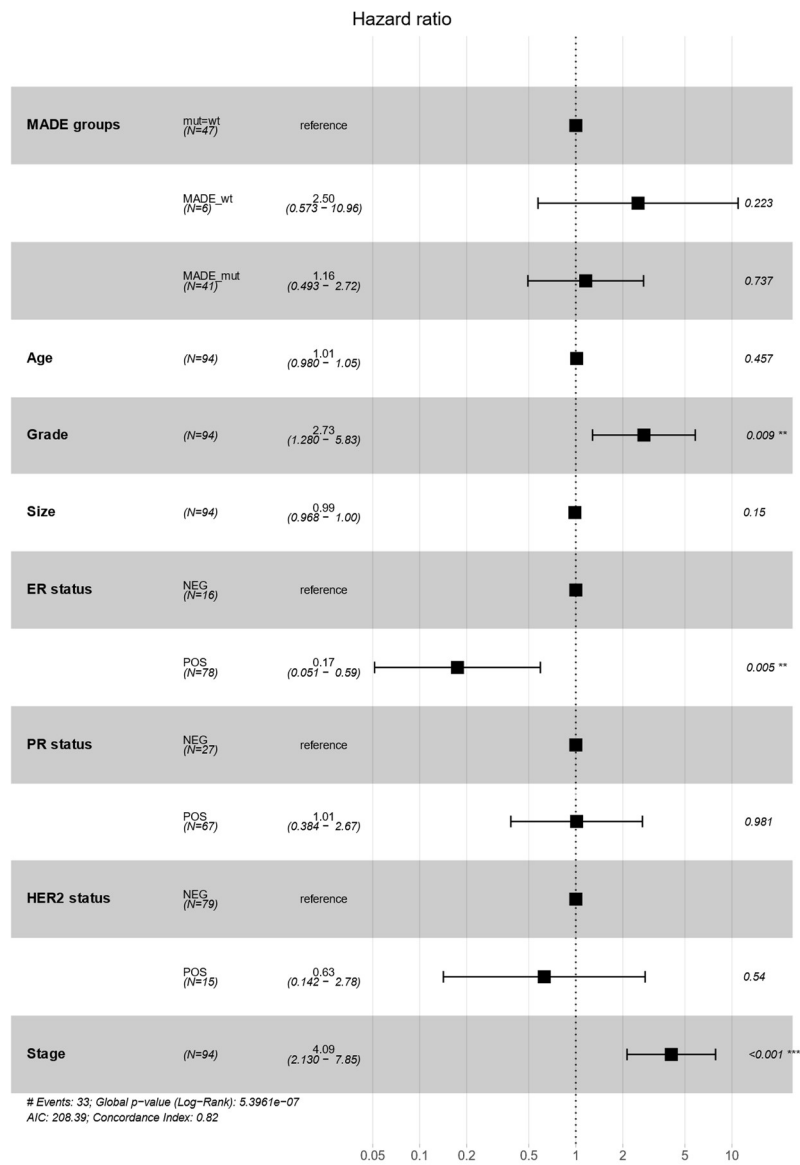 Hazard ratio
MADE groups mut=wt reference
(N=47)
MADE_wt 2.50 0.223
(N=6) (0.573 − 10.96)
MADE_mut 1.16 0.737
(N=41) (0.493 − 2.72)
Age (N=94) 1.01 0.457
(0.980 − 1.05)
Grade (N=94) 2.73 0.009 **
(1.280 − 5.83)
Size (N=94) 0.99 0.15
(0.968 − 1.00)
ER status NEG reference
(N=16)
POS 0.17 0.005 **
(N=78) (0.051 − 0.59)
PR status NEG reference
(N=27)
POS 1.01 0.981
(N=67) (0.384 − 2.67)
HER2 status NEG reference
(N=79)
POS 0.63 0.54
(N=15) (0.142 − 2.78)
Stage (N=94) 4.09 <0.001 ***
(2.130 − 7.85)
# Events: 33; Global p−value (Log−Rank): 5.3961e−07
AIC: 208.39; Concordance Index: 0.82
0.05 0.1 0.2 0.5 1 2 5 10